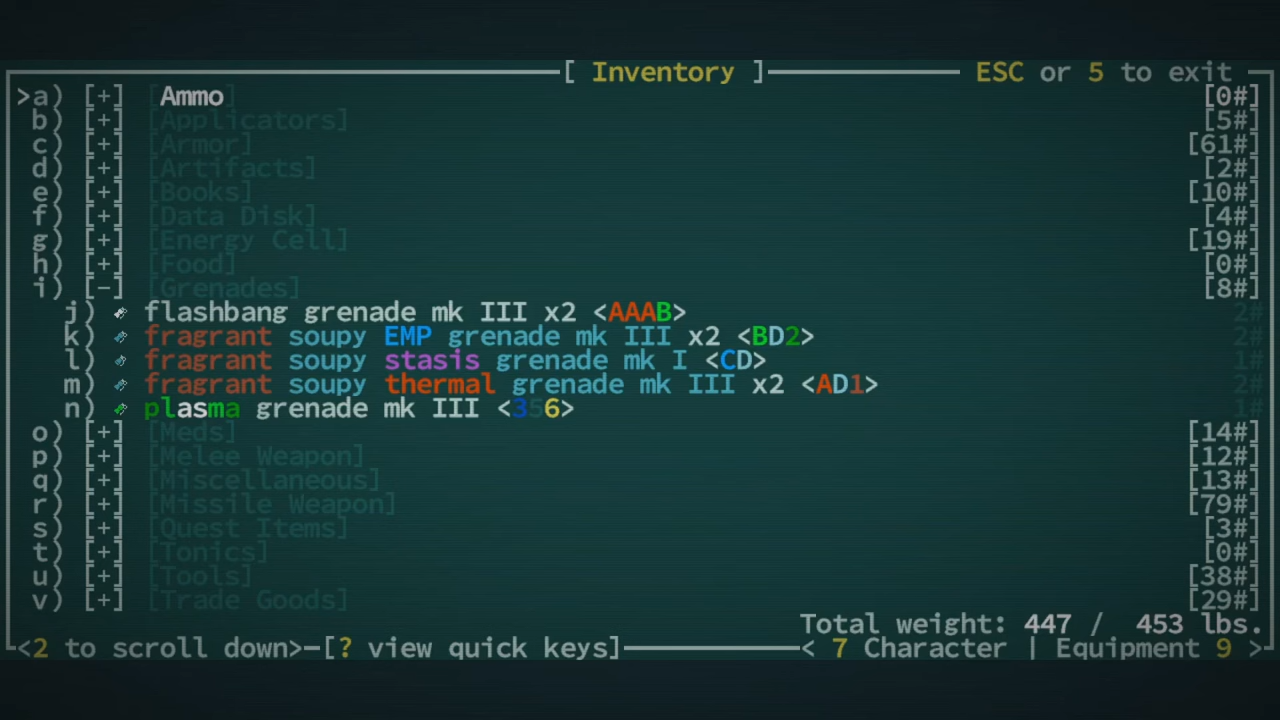 [ Inventory ] ESC or 5 to exit
>a) [+] [Ammo] [0#]
b) [+] [Applicators] [5#]
c) [+] [Armor] [61#]
d) [+] [Artifacts] [2#]
e) [+] [Books] [10#]
f) [+] [Data Disk] [4#]
g) [+] [Energy Cell] [19#]
h) [+] [Food] [0#]
i) [-] [Grenades] [8#]
j) flashbang grenade mk III x2 <AAAB> 2#
k) fragrant soupy EMP grenade mk III x2 <BD2> 2#
l) fragrant soupy stasis grenade mk I <CD> 1#
m) fragrant soupy thermal grenade mk III x2 <AD1> 2#
n) plasma grenade mk III <356> 1#
o) [+] [Meds] [14#]
p) [+] [Melee Weapon] [12#]
q) [+] [Miscellaneous] [13#]
r) [+] [Missile Weapon] [79#]
s) [+] [Quest Items] [3#]
t) [+] [Tonics] [0#]
u) [+] [Tools] [38#]
v) [+] [Trade Goods] [29#]
Total weight: 447 / 453 lbs.
<2 to scroll down> [? view quick keys] < 7 Character | Equipment 9 >